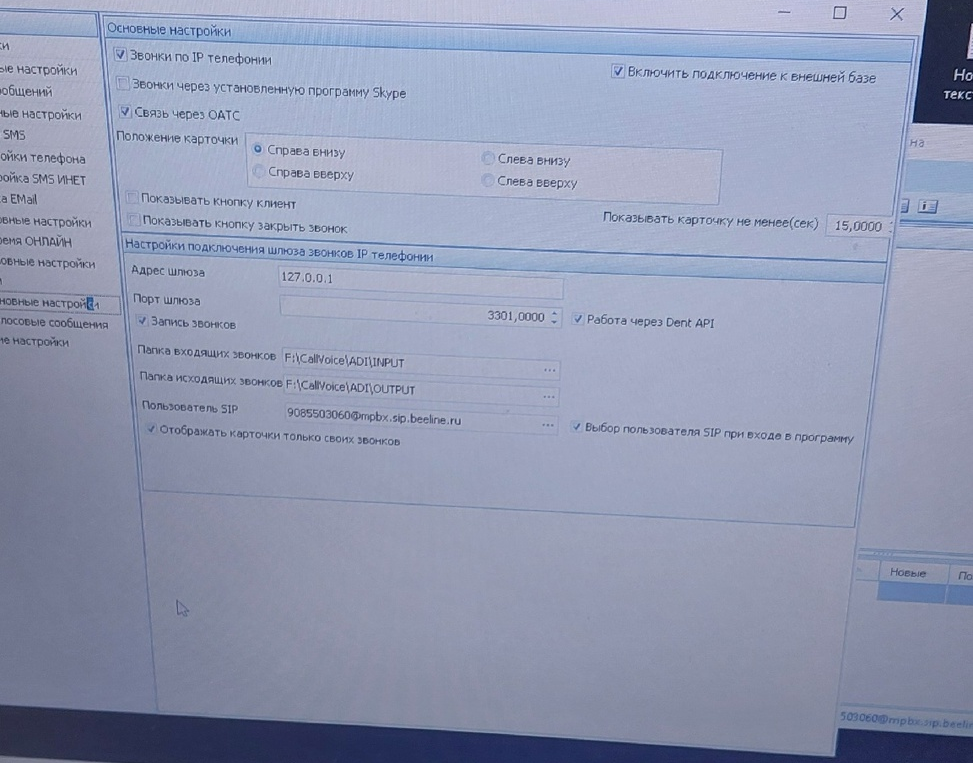 Основные настройки
Звонки по IP телефонии
Включить подключение к внешней базе
Звонки через установленную программу Skype
Связь через ОАТС
Положение карточки
Справа внизу
Слева внизу
Справа вверху
Слева вверху
Показывать кнопку клиент
Показывать карточку не менее(сек) 15,0000
Показывать кнопку закрыть звонок
Настройки подключения шлюза звонков IP телефонии
Адрес шлюза 127.0.0.1
Порт шлюза 3301,0000
Работа через Dent API
Запись звонков
Папка входящих звонков F:\CallVoice\ADI\INPUT
Папка исходящих звонков F:\CallVoice\ADI\OUTPUT
Пользователь SIP 9085503060@mpbx.sip.beeline.ru
Выбор пользователя SIP при входе в программу
Отображать карточки только своих звонков
ки
ые настройки
ообщений
ные настройки
SMS
ойки телефона
ройка SMS ИНЕТ
ка EMail
овные настройки
ремя ОНЛАЙН
овные настройки
новные настройки
лосовые сообщения
ие настройки
Но
текс
на
Новые
По
503060@mpbx.sip.beelin